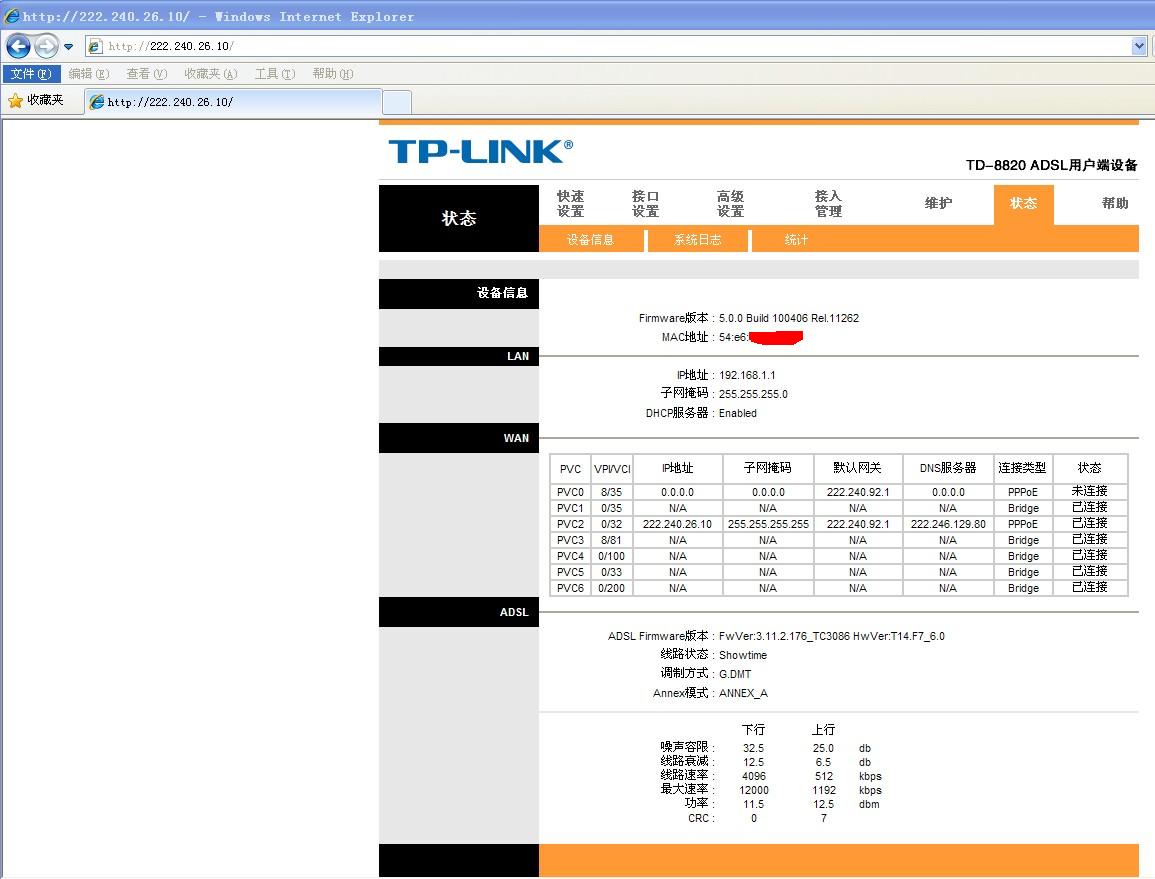 http://222.240.26.10/ - Windows Internet Explorer
http://222.240.26.10/
文件(F) 编辑(E) 查看(V) 收藏夹(A) 工具(T) 帮助(H)
收藏夹 http://222.240.26.10/
TP-LINK®
TD-8820 ADSL用户端设备
状态
快速设置 接口设置 高级设置 接入管理 维护 状态 帮助
设备信息 系统日志 统计
设备信息
Firmware版本 : 5.0.0 Build 100406 Rel.11262
MAC地址 : 54:e6:
LAN
IP地址 : 192.168.1.1
子网掩码 : 255.255.255.0
DHCP服务器 : Enabled
WAN
PVC VPI/VCI IP地址 子网掩码 默认网关 DNS服务器 连接类型 状态
PVC0 8/35 0.0.0.0 0.0.0.0 222.240.92.1 0.0.0.0 PPPoE 未连接
PVC1 0/35 N/A N/A N/A N/A Bridge 已连接
PVC2 0/32 222.240.26.10 255.255.255.255 222.240.92.1 222.246.129.80 PPPoE 已连接
PVC3 8/81 N/A N/A N/A N/A Bridge 已连接
PVC4 0/100 N/A N/A N/A N/A Bridge 已连接
PVC5 0/33 N/A N/A N/A N/A Bridge 已连接
PVC6 0/200 N/A N/A N/A N/A Bridge 已连接
ADSL
ADSL Firmware版本 : FwVer:3.11.2.176_TC3086 HwVer:T14.F7_6.0
线路状态 : Showtime
调制方式 : G.DMT
Annex模式 : ANNEX_A
下行 上行
噪声容限 : 32.5 25.0 db
线路衰减 : 12.5 6.5 db
线路速率 : 4096 512 kbps
最大速率 : 12000 1192 kbps
功率 : 11.5 12.5 dbm
CRC : 0 7